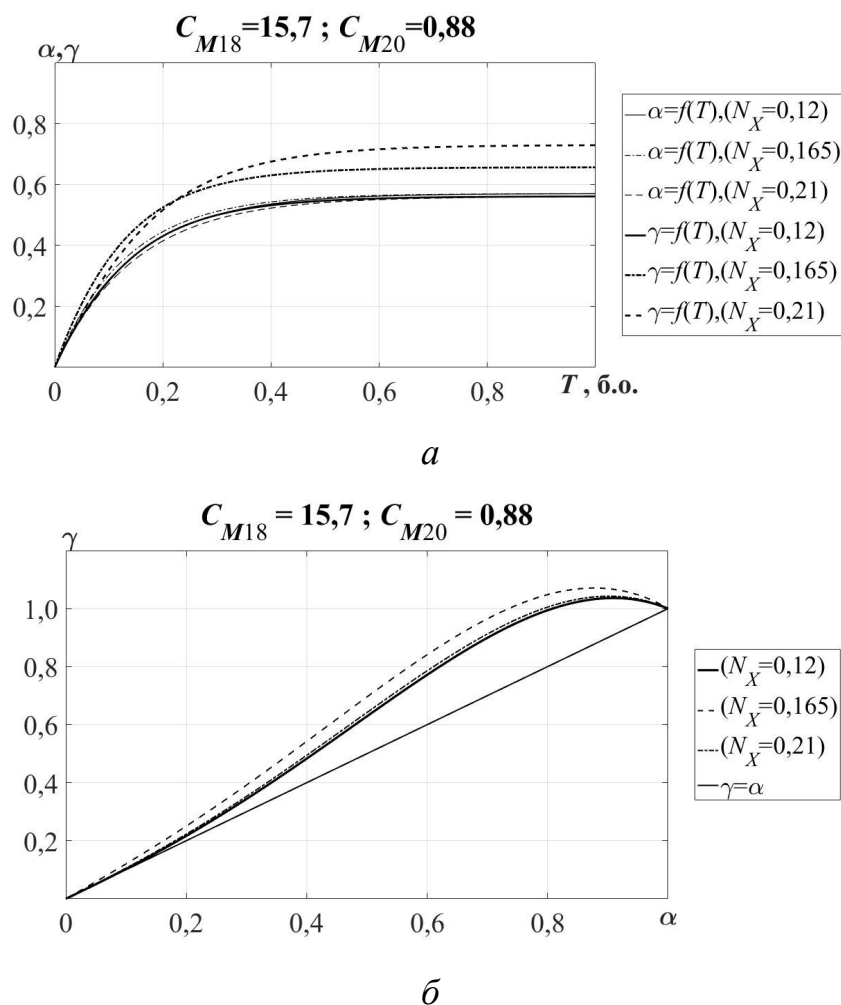 C_M18=15,7 ; C_M20=0,88
α,γ
0,8
0,6
0,4
0,2
0 0,2 0,4 0,6 0,8 T , б.о.
α=f(T),(N_X=0,12)
α=f(T),(N_X=0,165)
α=f(T),(N_X=0,21)
γ=f(T),(N_X=0,12)
γ=f(T),(N_X=0,165)
γ=f(T),(N_X=0,21)
а
C_M18 = 15,7 ; C_M20 = 0,88
γ
1,0
0,8
0,6
0,4
0,2
0 0,2 0,4 0,6 0,8 α
(N_X=0,12)
(N_X=0,165)
(N_X=0,21)
γ=α
б